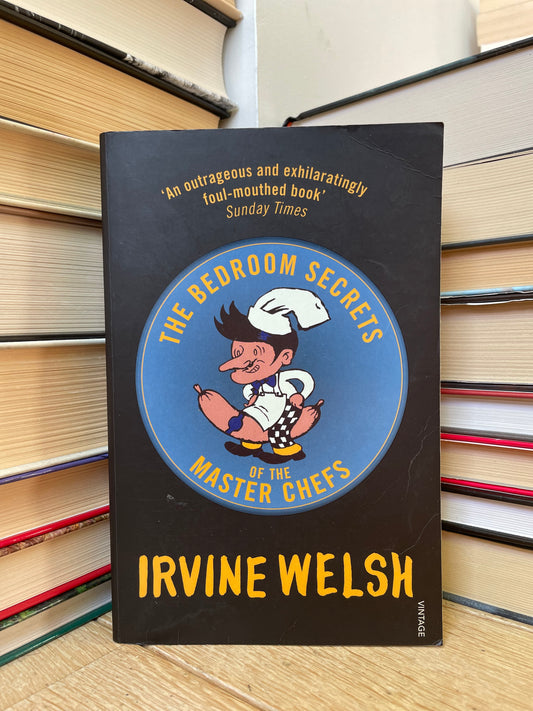 ‘An outrageous and exhilaratingly
foul-mouthed book’
Sunday Times
THE BEDROOM SECRETS
OF THE
MASTER CHEFS
IRVINE WELSH
VINTAGE